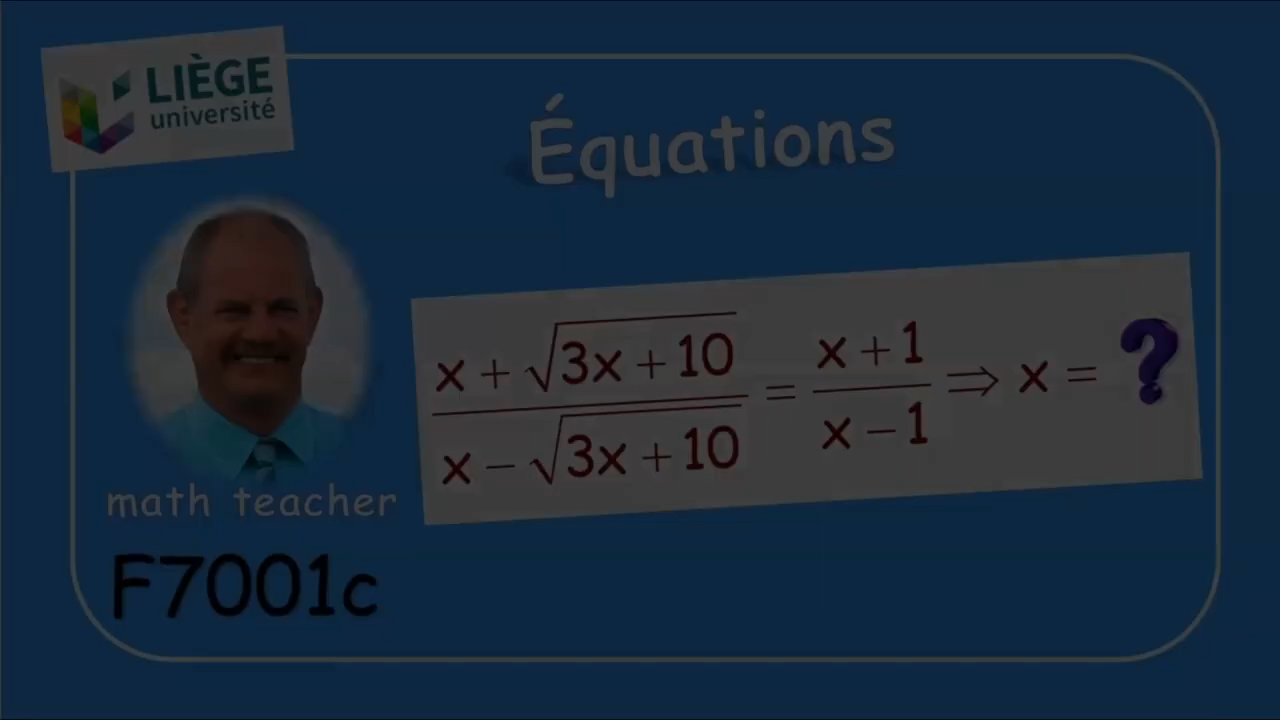 LIÈGE
université
Équations
x + √(3x + 10) / x − √(3x + 10) = x + 1 / x − 1 ⇒ x = ?
math teacher
F7001c